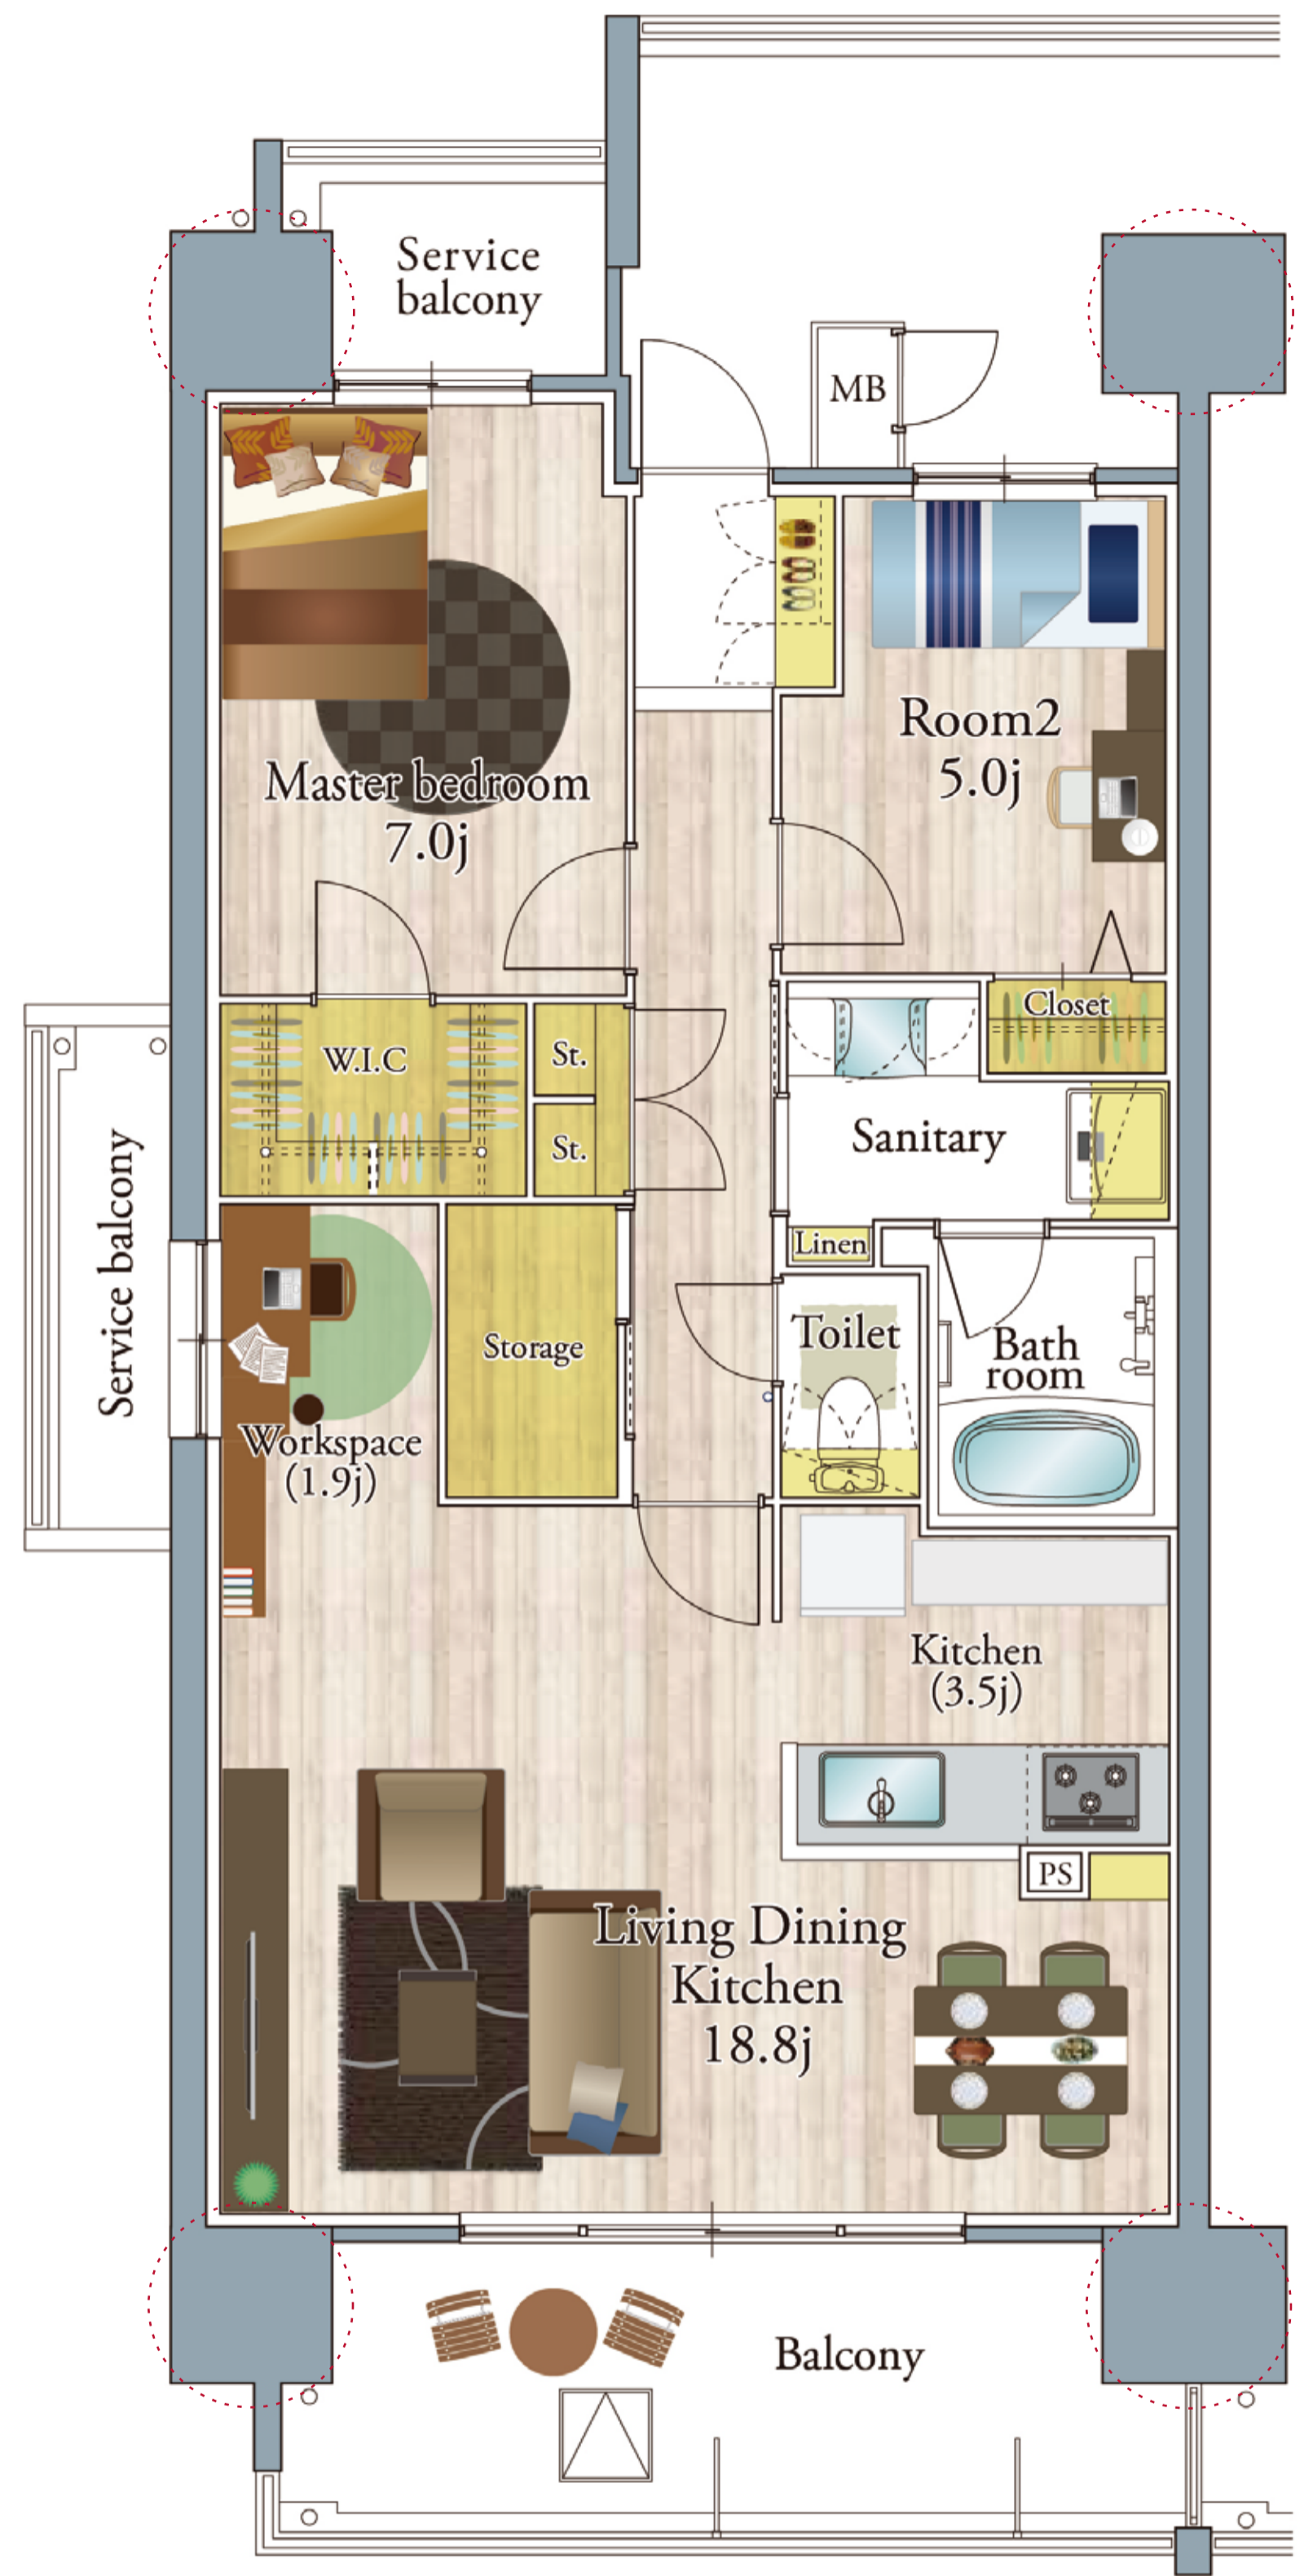 Service
balcony
MB
Room2
5.0j
Master bedroom
7.0j
Closet
W.I.C
St.
St.
Sanitary
Service balcony
Linen
Toilet
Bath
room
Storage
Workspace
(1.9j)
Kitchen
(3.5j)
PS
Living Dining
Kitchen
18.8j
Balcony